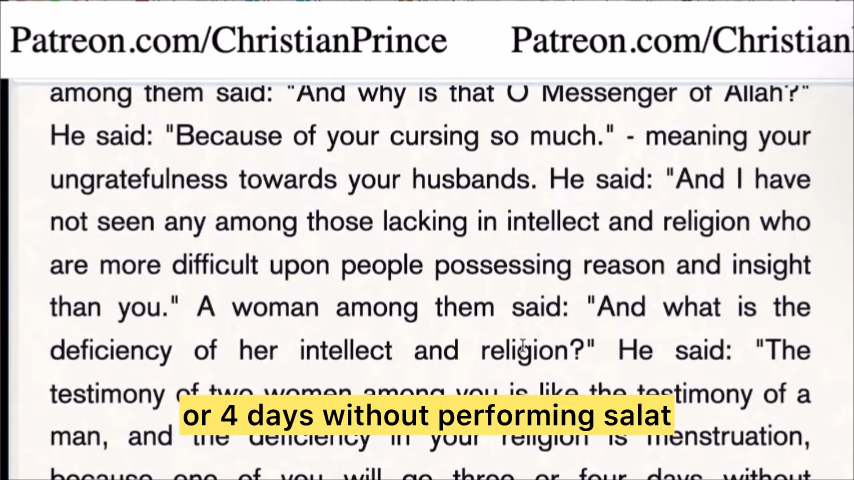 Patreon.com/ChristianPrince Patreon.com/Christian
among them said: "And why is that O Messenger of Allah?"
He said: "Because of your cursing so much." - meaning your
ungratefulness towards your husbands. He said: "And I have
not seen any among those lacking in intellect and religion who
are more difficult upon people possessing reason and insight
than you." A woman among them said: "And what is the
deficiency of her intellect and religion?" He said: "The
testimony of two women among you is like the testimony of a
or 4 days without performing salat
man, and the deficiency in your religion is menstruation,
because one of you will go three or four days without